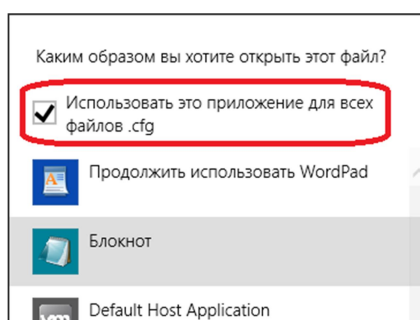 Каким образом вы хотите открыть этот файл?
Использовать это приложение для всех
файлов .cfg
Продолжить использовать WordPad
Блокнот
Default Host Application
vm